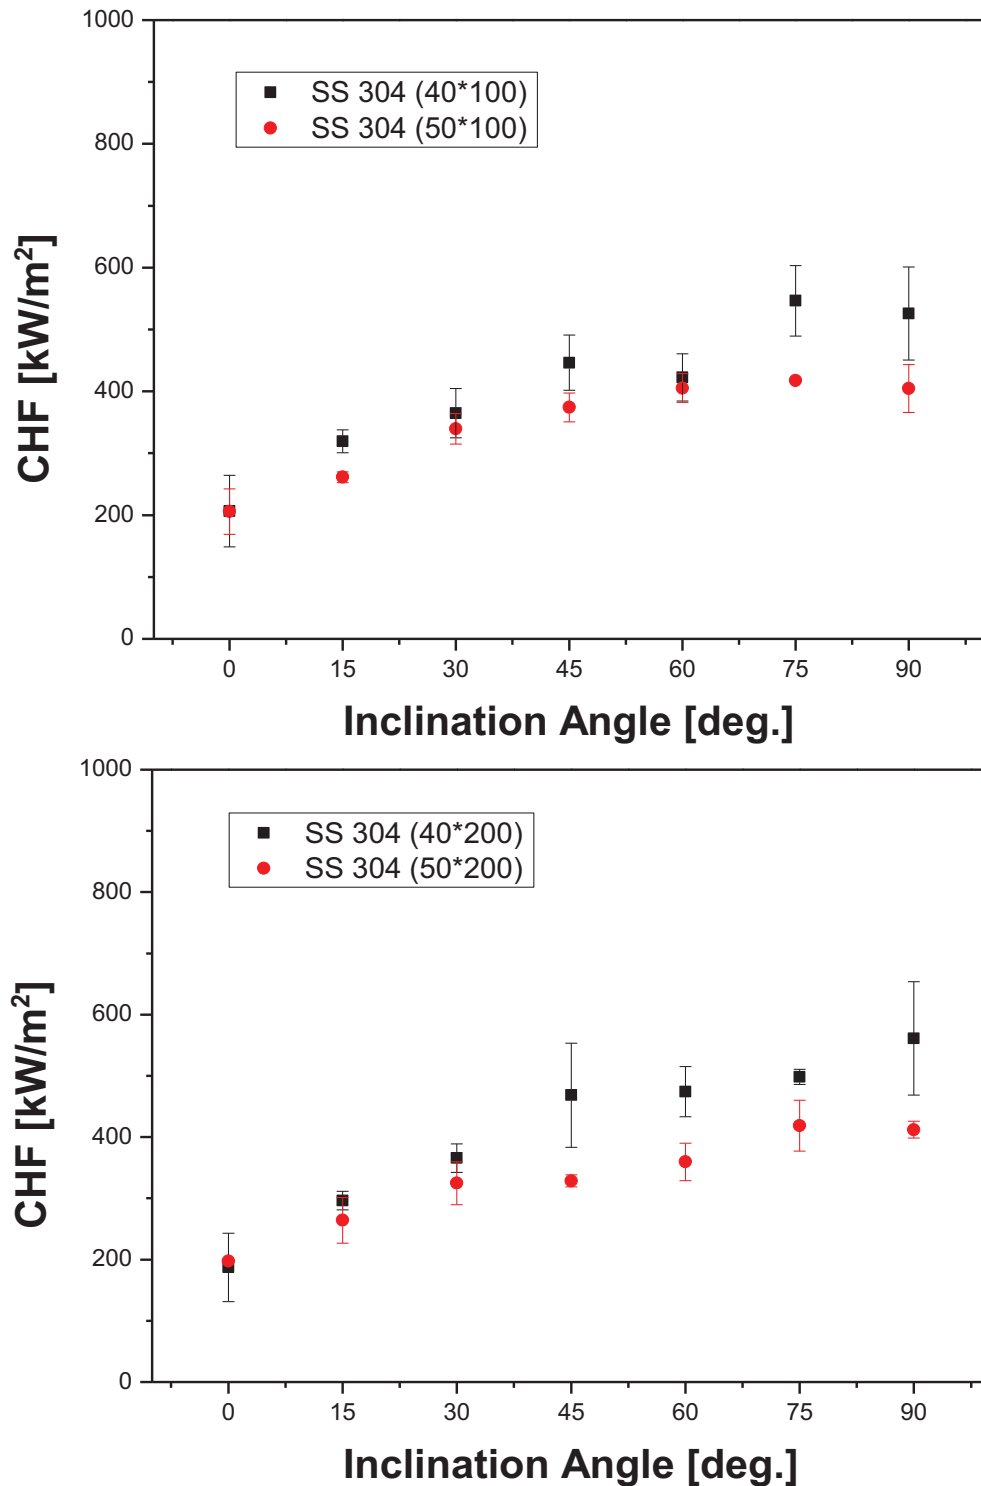 1000
800
600
400
200
0
CHF [kW/m²]
SS 304 (40*100)
SS 304 (50*100)
0 15 30 45 60 75 90
Inclination Angle [deg.]
1000
800
600
400
200
0
CHF [kW/m²]
SS 304 (40*200)
SS 304 (50*200)
0 15 30 45 60 75 90
Inclination Angle [deg.]